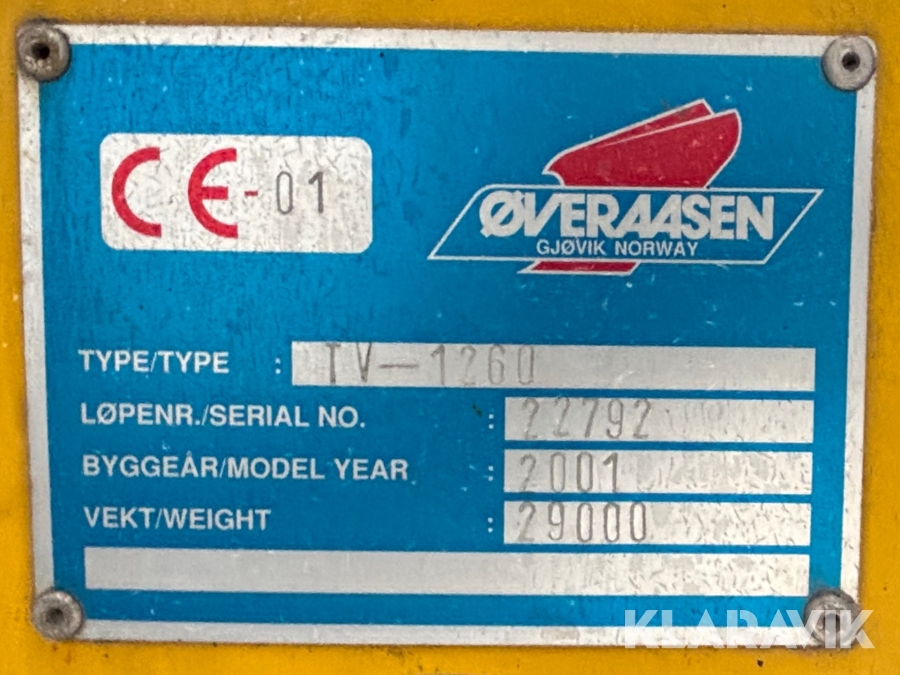 CE-01
ØVERAASEN
GJØVIK NORWAY
TYPE/TYPE : TV-1260
LØPENR./SERIAL NO. : 22792
BYGGEÅR/MODEL YEAR : 2001
VEKT/WEIGHT : 29000
KLARAVIK